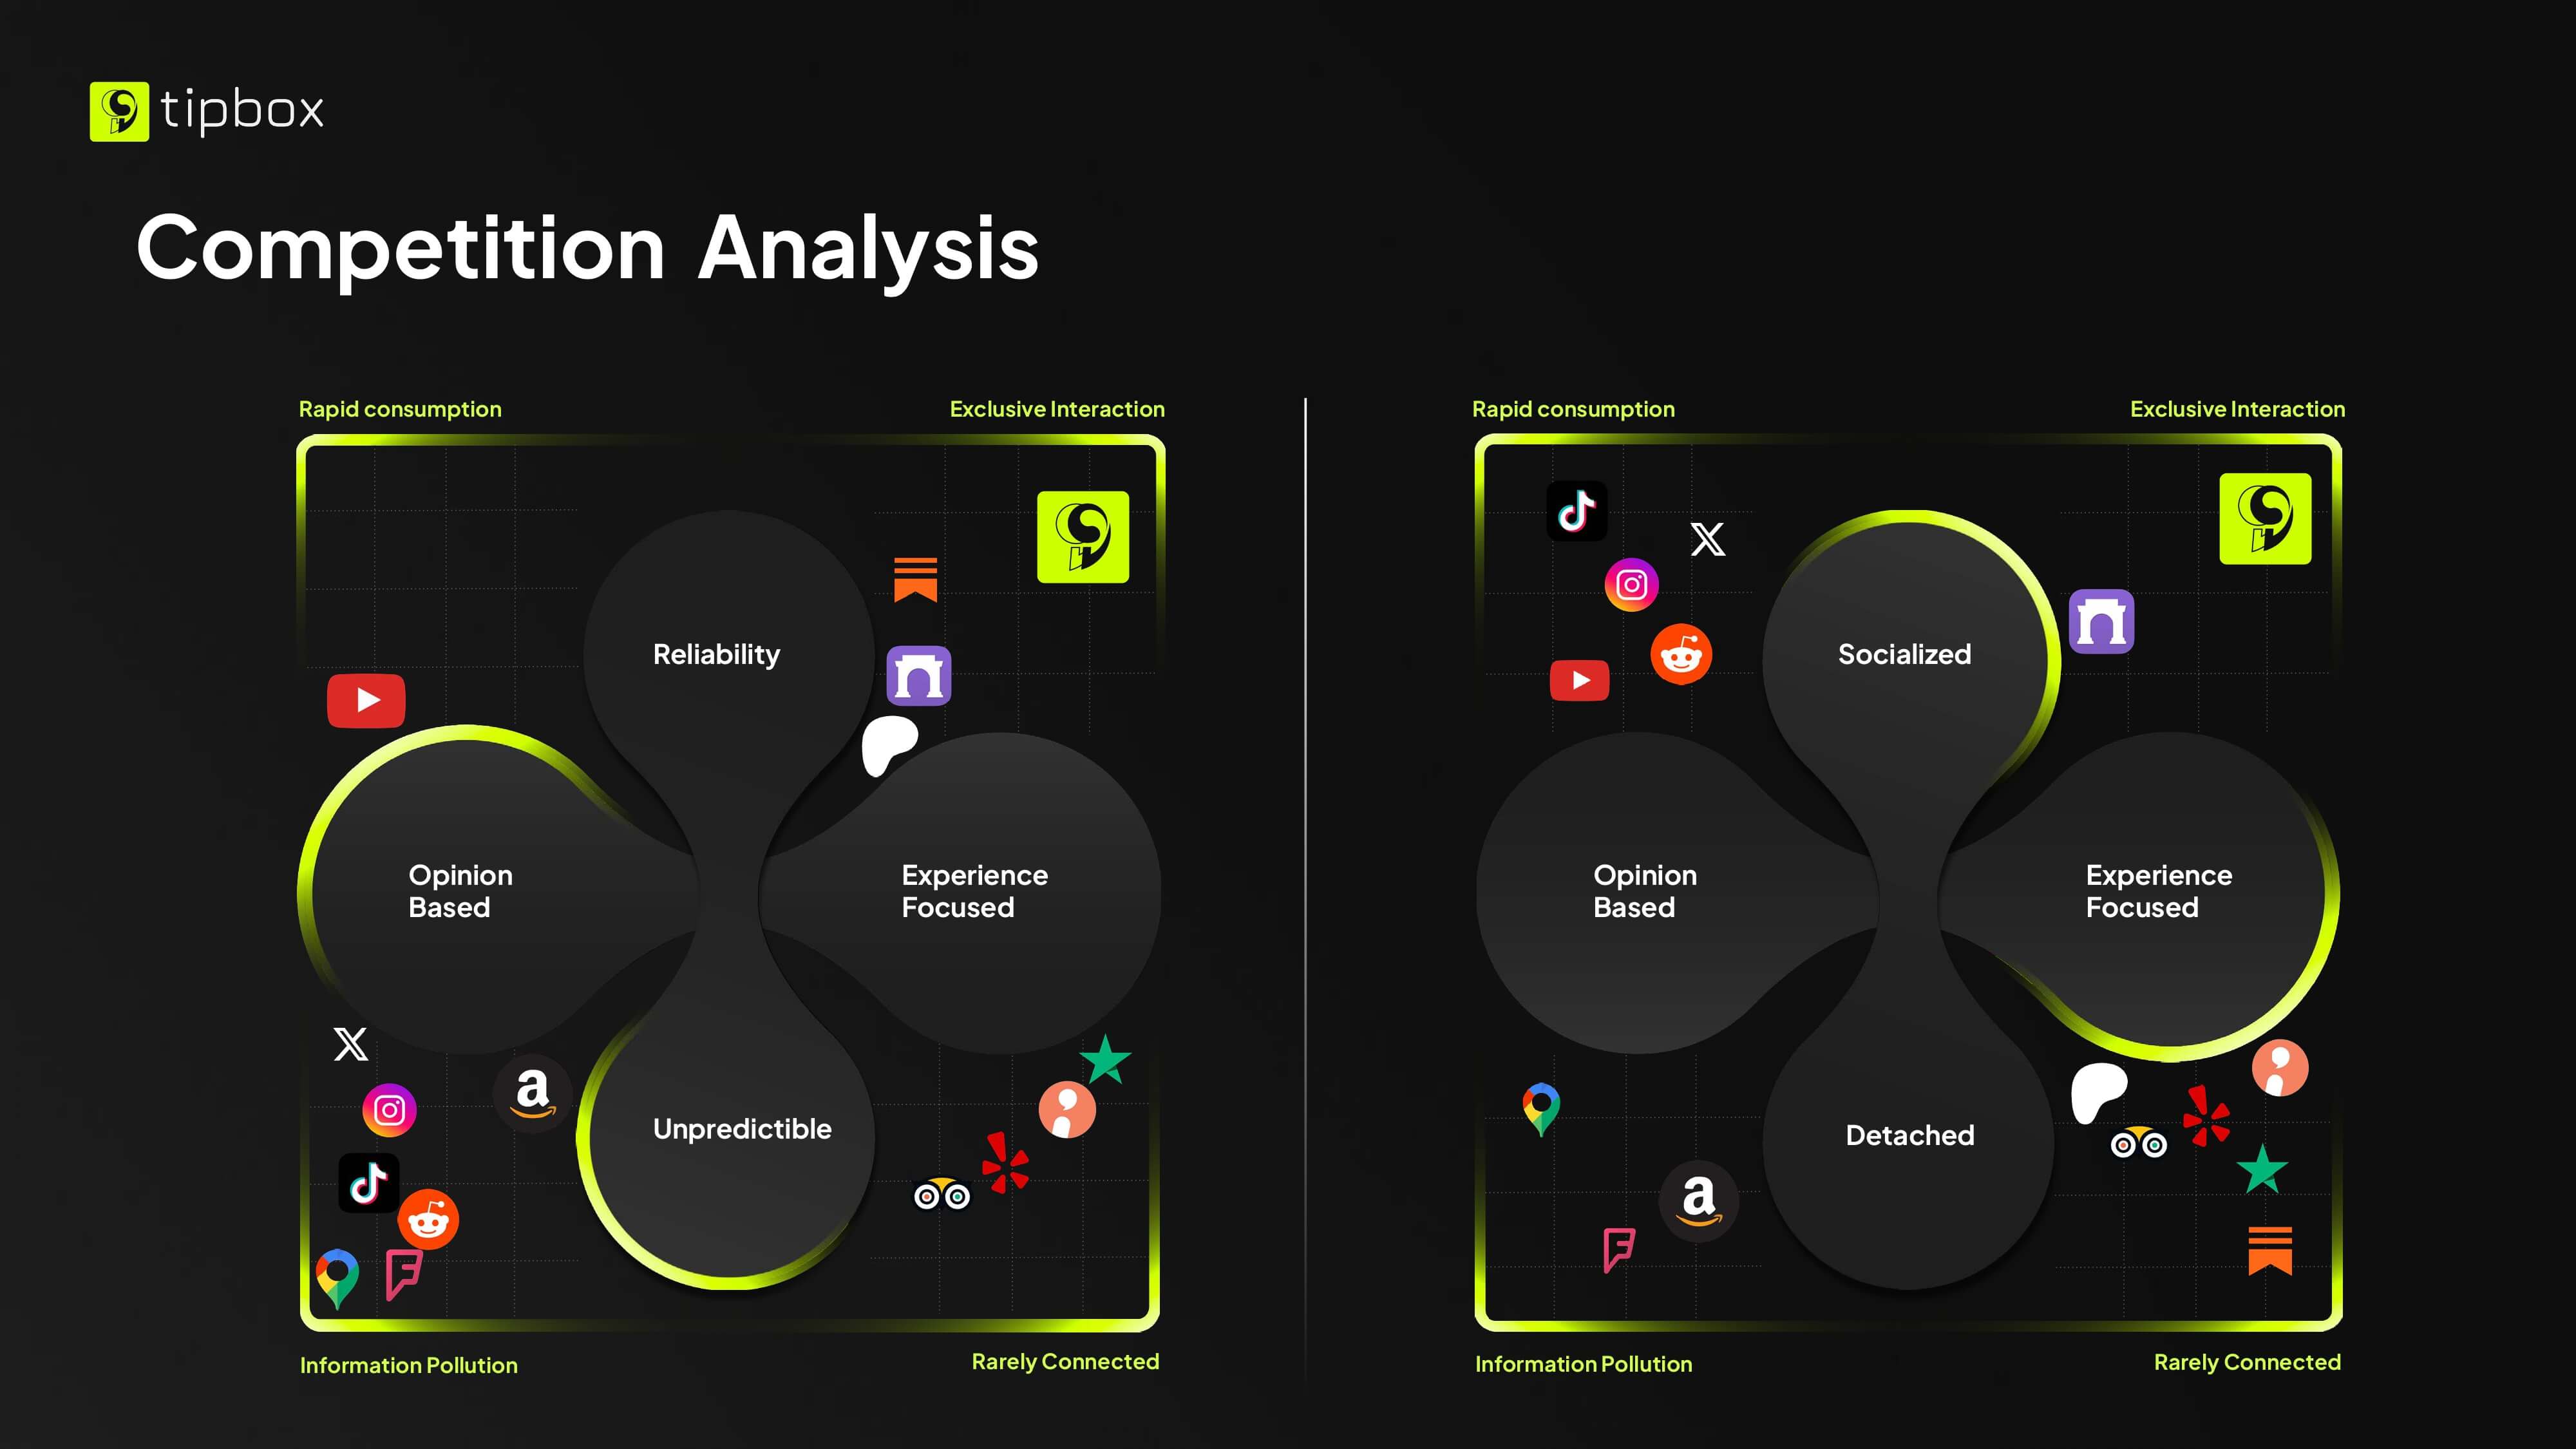 tipbox
Competition Analysis
Rapid consumption
Exclusive Interaction
Reliability
Opinion
Based
Experience
Focused
Unpredictible
a
Information Pollution
Rarely Connected
Rapid consumption
Exclusive Interaction
Socialized
Opinion
Based
Experience
Focused
Detached
a
Information Pollution
Rarely Connected